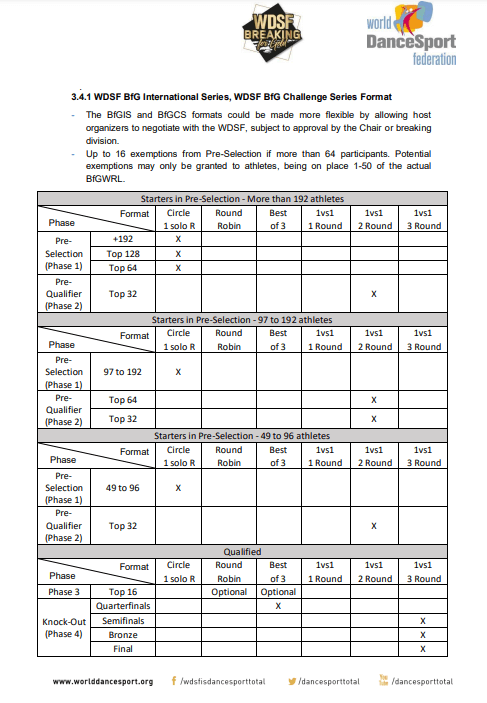 WDSF
BREAKING
for Gold
world
DanceSport
federation
3.4.1 WDSF BfG International Series, WDSF BfG Challenge Series Format
- The BfGIS and BfGCS formats could be made more flexible by allowing host
organizers to negotiate with the WDSF, subject to approval by the Chair or breaking
division.
- Up to 16 exemptions from Pre-Selection if more than 64 participants. Potential
exemptions may only be granted to athletes, being on place 1-50 of the actual
BfGWRL.
Starters in Pre-Selection - More than 192 athletes
Phase Format Circle 1 solo R Round Robin Best of 3 1vs1 1 Round 1vs1 2 Round 1vs1 3 Round
Pre-Selection (Phase 1) +192 X
Top 128 X
Top 64 X
Pre-Qualifier (Phase 2) Top 32 X
Starters in Pre-Selection - 97 to 192 athletes
Phase Format Circle 1 solo R Round Robin Best of 3 1vs1 1 Round 1vs1 2 Round 1vs1 3 Round
Pre-Selection (Phase 1) 97 to 192 X
Pre-Qualifier (Phase 2) Top 64 X
Top 32 X
Starters in Pre-Selection - 49 to 96 athletes
Phase Format Circle 1 solo R Round Robin Best of 3 1vs1 1 Round 1vs1 2 Round 1vs1 3 Round
Pre-Selection (Phase 1) 49 to 96 X
Pre-Qualifier (Phase 2) Top 32 X
Qualified
Phase Format Circle 1 solo R Round Robin Best of 3 1vs1 1 Round 1vs1 2 Round 1vs1 3 Round
Phase 3 Top 16 Optional Optional
Knock-Out (Phase 4) Quarterfinals X
Semifinals X
Bronze X
Final X
www.worlddancesport.org /wdsfisdancesporttotal /dancesporttotal /dancesporttotal